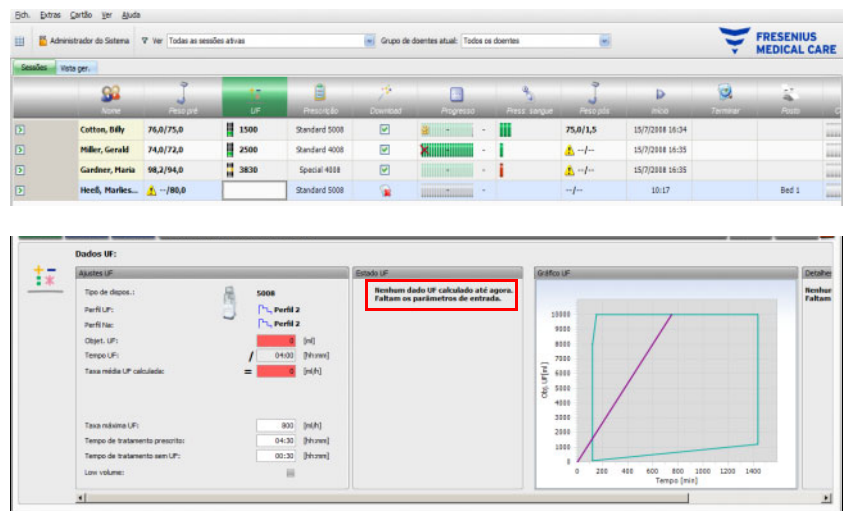 Fich. Extras Cartão Ver Ajuda
Administrador do Sistema Ver Todas as sessões ativas Grupo de doentes atual: Todos os doentes
FRESENIUS
MEDICAL CARE
Sessões Vista ger.
Nome Peso pré UF Prescrição Download Progresso Press. sangue Peso pós Início Terminar Posto
Cotton, Billy 76,0/75,0 1500 Standard 5008 - - 75,0/1,5 15/7/2008 16:34
Miller, Gerald 74,0/72,0 2500 Standard 4008 - - --/-- 15/7/2008 16:35
Gardner, Maria 98,2/94,0 3830 Special 4008 - - --/-- 15/7/2008 16:35
Heeß, Marlies... --/80,0 Standard 5008 - - --/-- 10:17 Bed 1
Dados UF:
Ajustes UF
Tipo de dispos.: 5008
Perfil UF: Perfil 2
Perfil Na: Perfil 2
Objet. UF: 0 [ml]
Tempo UF: / 04:00 [hh:mm]
Taxa média UF calculada: = 0 [ml/h]
Taxa máxima UF: 800 [ml/h]
Tempo de tratamento prescrito: 04:30 [hh:mm]
Tempo de tratamento sem UF: 00:30 [hh:mm]
Low volume:
Estado UF
Nenhum dado UF calculado até agora.
Faltam os parâmetros de entrada.
Gráfico UF
Obj. UF[ml]
10000
9000
8000
7000
6000
5000
4000
3000
2000
1000
0
0 200 400 600 800 1000 1200 1400
Tempo [min]
Detalhes
Nenhum
Faltam